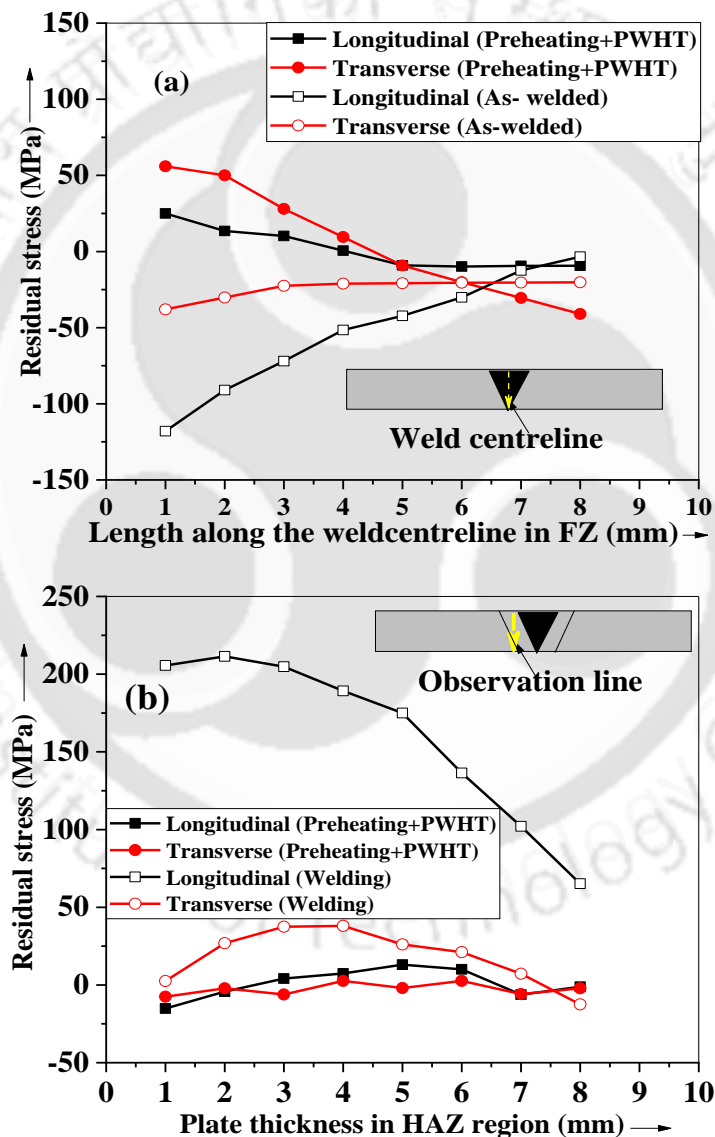 150
100
50
0
-50
-100
-150
Residual stress (MPa)
(a)
Longitudinal (Preheating+PWHT)
Transverse (Preheating+PWHT)
Longitudinal (As- welded)
Transverse (As-welded)
Weld centreline
0 1 2 3 4 5 6 7 8 9 10
Length along the weldcentreline in FZ (mm)
250
200
150
100
50
0
-50
Residual stress (MPa)
(b)
Observation line
Longitudinal (Preheating+PWHT)
Transverse (Preheating+PWHT)
Longitudinal (Welding)
Transverse (Welding)
0 1 2 3 4 5 6 7 8 9 10
Plate thickness in HAZ region (mm)
of Technology